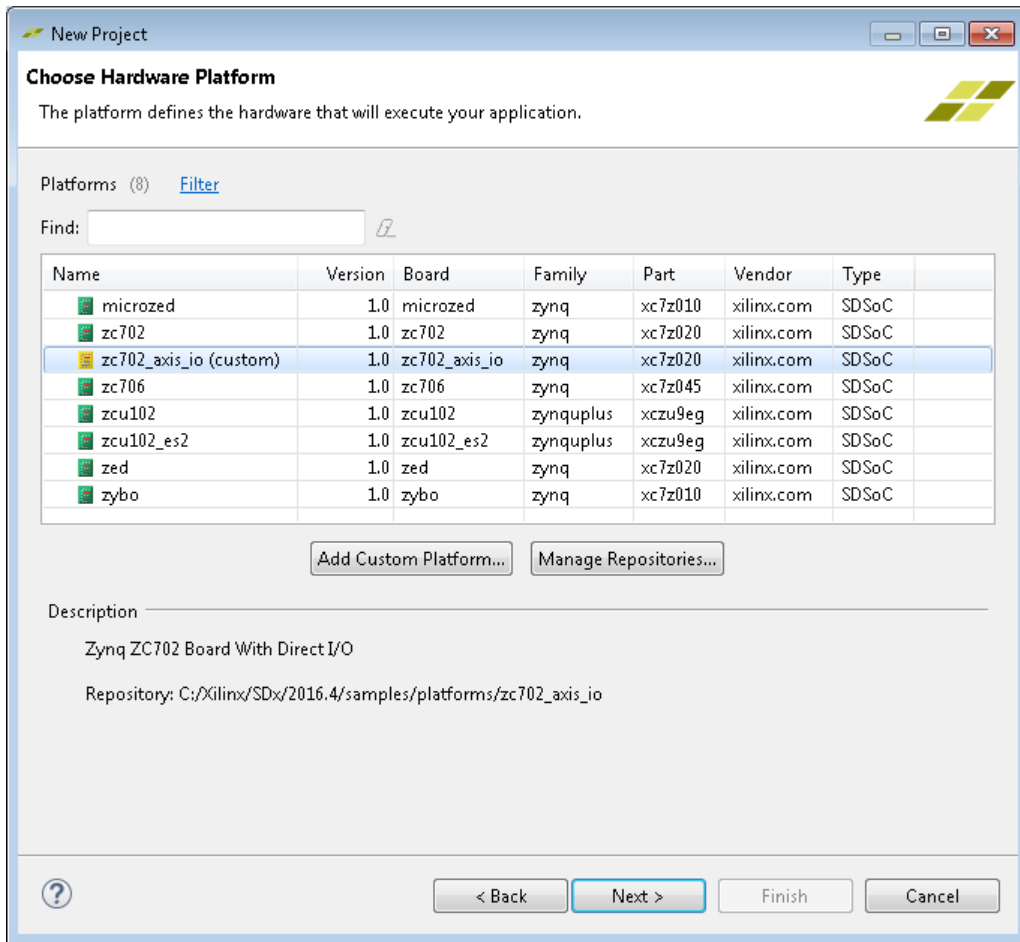 New Project
Choose Hardware Platform
The platform defines the hardware that will execute your application.
Platforms (8) Filter
Find:
Name Version Board Family Part Vendor Type
microzed 1.0 microzed zynq xc7z010 xilinx.com SDSoC
zc702 1.0 zc702 zynq xc7z020 xilinx.com SDSoC
zc702_axis_io (custom) 1.0 zc702_axis_io zynq xc7z020 xilinx.com SDSoC
zc706 1.0 zc706 zynq xc7z045 xilinx.com SDSoC
zcu102 1.0 zcu102 zynquplus xczu9eg xilinx.com SDSoC
zcu102_es2 1.0 zcu102_es2 zynquplus xczu9eg xilinx.com SDSoC
zed 1.0 zed zynq xc7z020 xilinx.com SDSoC
zybo 1.0 zybo zynq xc7z010 xilinx.com SDSoC
Add Custom Platform... Manage Repositories...
Description
Zynq ZC702 Board With Direct I/O
Repository: C:/Xilinx/SDx/2016.4/samples/platforms/zc702_axis_io
? < Back Next > Finish Cancel